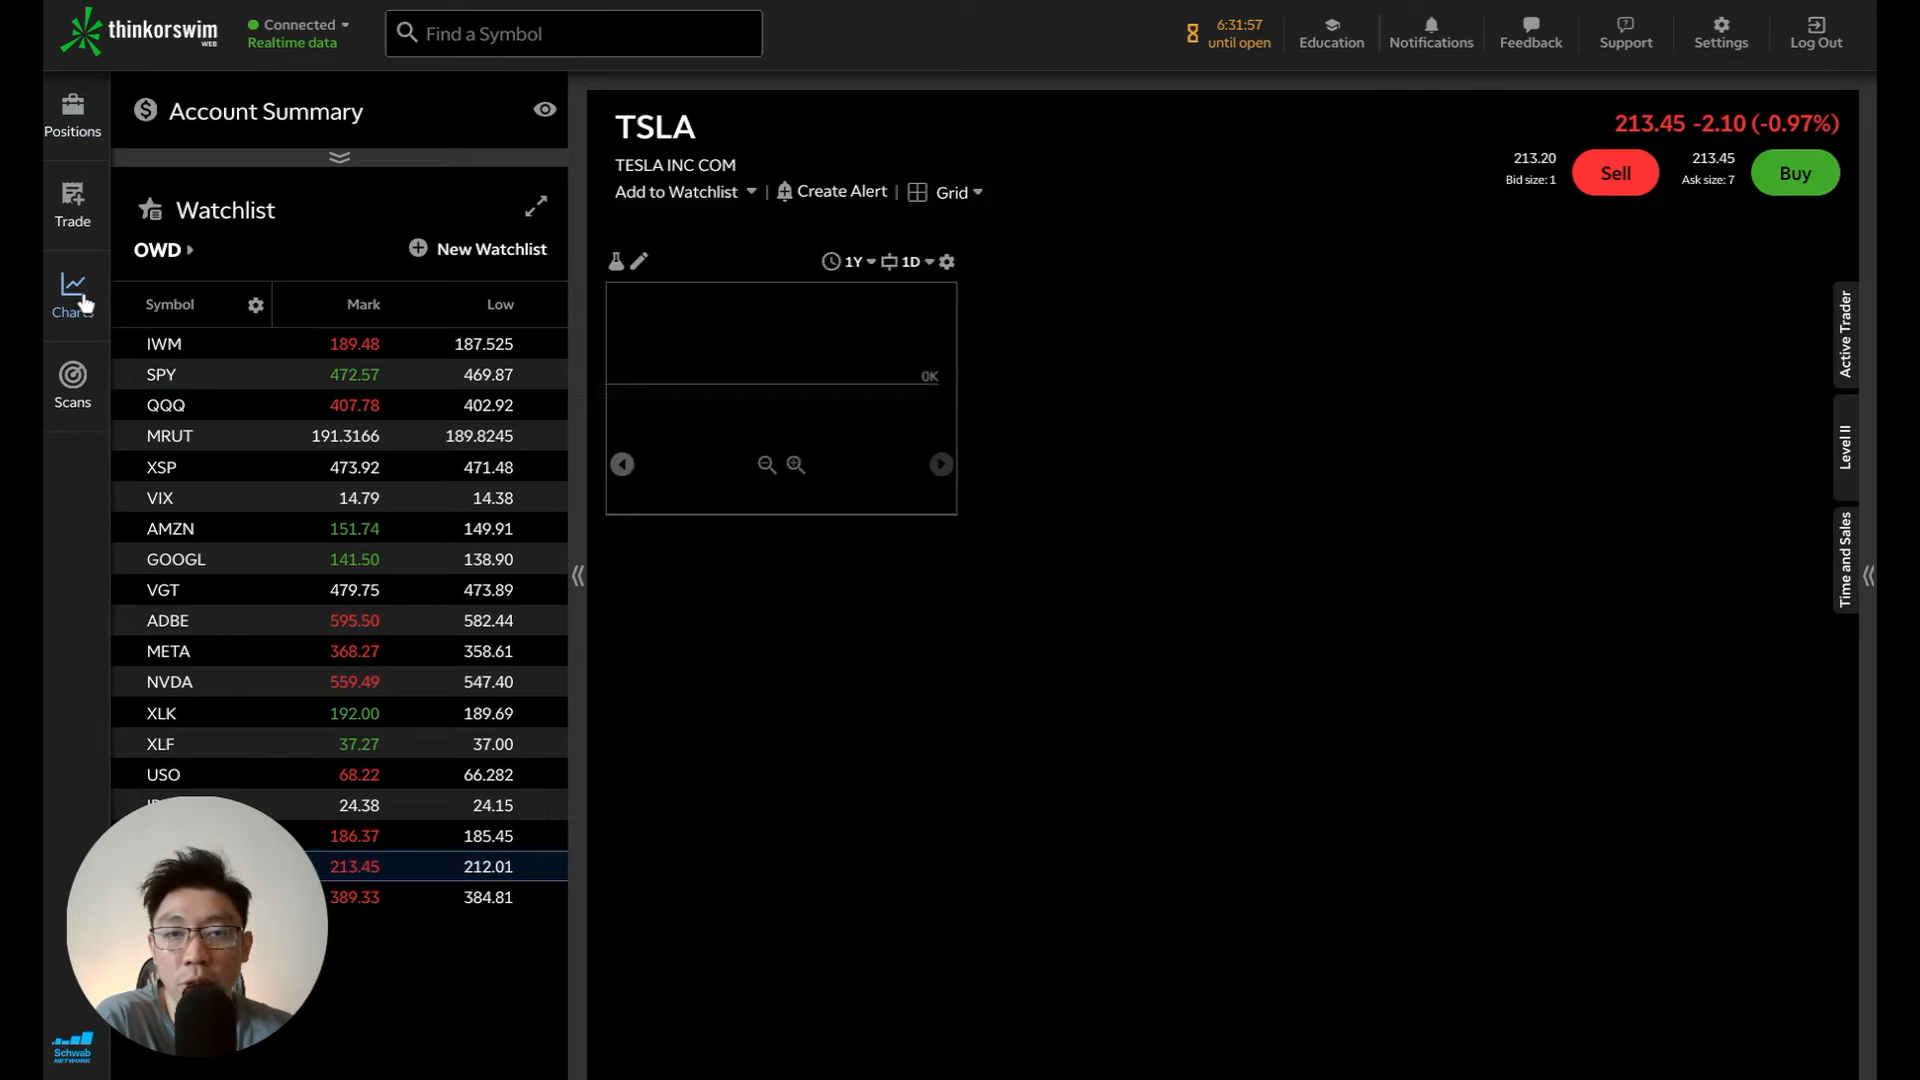 thinkorswim
WEB
Connected
Realtime data
Find a Symbol
6:31:57
until open
Education
Notifications
Feedback
Support
Settings
Log Out
Positions
Trade
Charts
Scans
Account Summary
Watchlist
OWD
New Watchlist
Symbol Mark Low
IWM 189.48 187.525
SPY 472.57 469.87
QQQ 407.78 402.92
MRUT 191.3166 189.8245
XSP 473.92 471.48
VIX 14.79 14.38
AMZN 151.74 149.91
GOOGL 141.50 138.90
VGT 479.75 473.89
ADBE 595.50 582.44
META 368.27 358.61
NVDA 559.49 547.40
XLK 192.00 189.69
XLF 37.27 37.00
USO 68.22 66.282
24.38 24.15
186.37 185.45
213.45 212.01
389.33 384.81
Schwab
NETWORK
TSLA
TESLA INC COM
Add to Watchlist
Create Alert
Grid
213.45 -2.10 (-0.97%)
213.20
Bid size: 1
Sell
213.45
Ask size: 7
Buy
1Y
1D
0K
Active Trader
Level II
Time and Sales